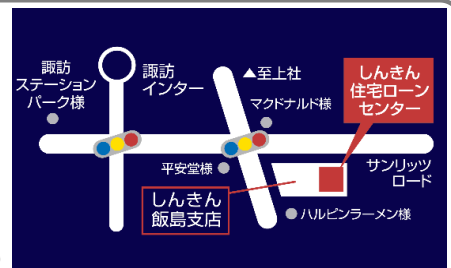 諏訪
ステーション
パーク様
諏訪
インター
▲至上社
マクドナルド様
しんきん
住宅ローン
センター
平安堂様
サンリッツ
ロード
しんきん
飯島支店
ハルピンラーメン様